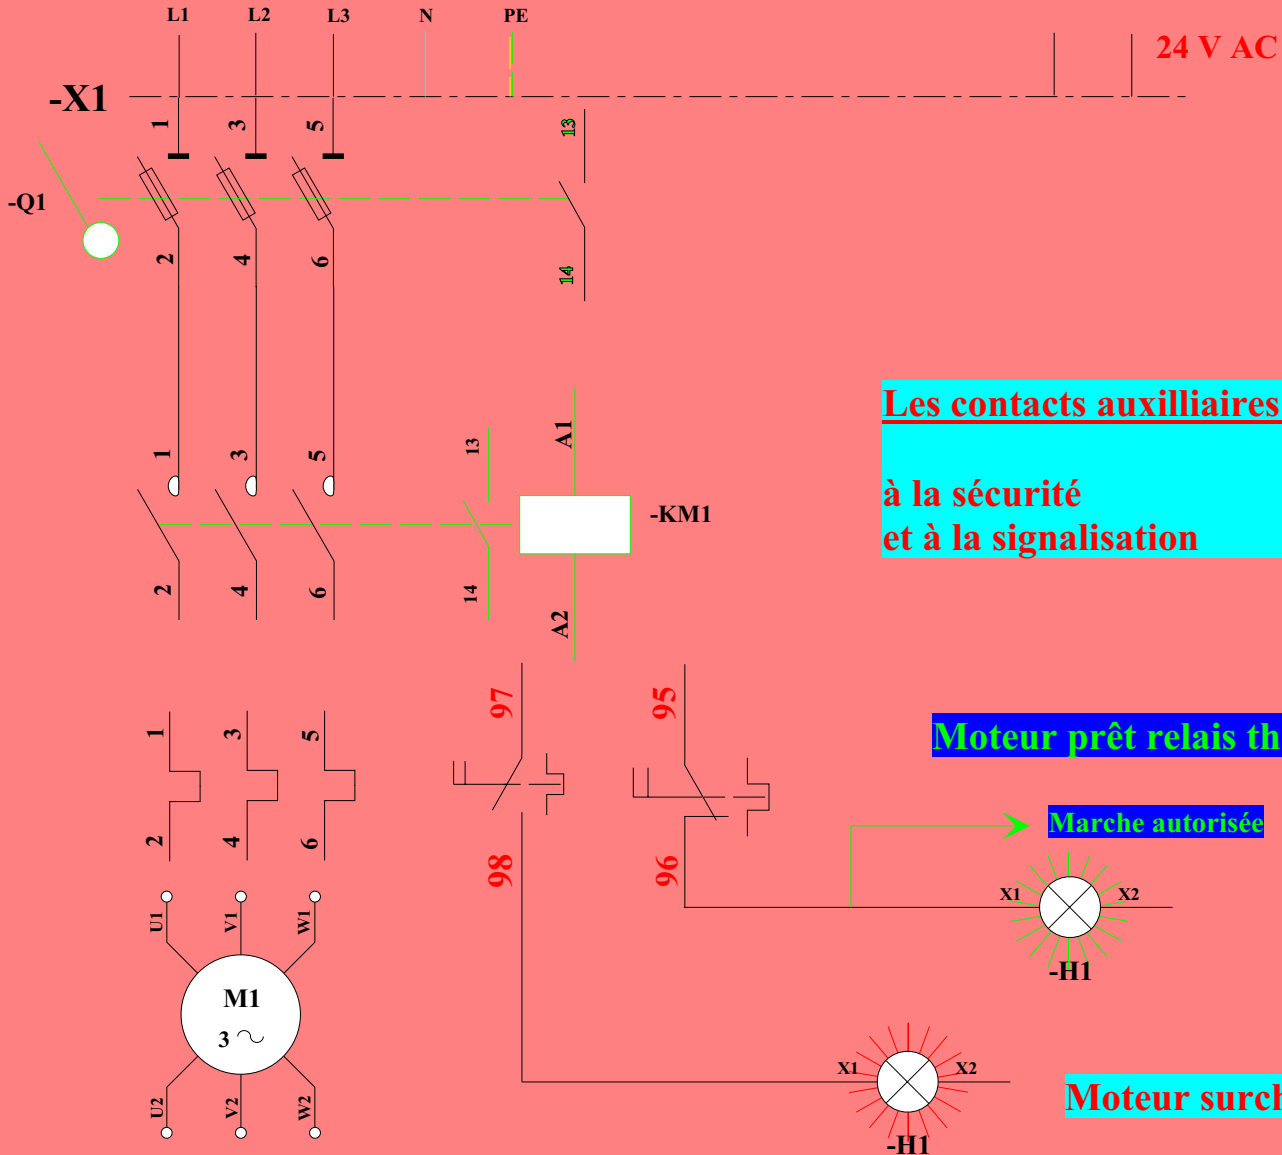 L1 L2 L3 N PE
24 V AC
-X1
1 3 5 13
-Q1
2 4 6 14
Les contacts auxilliaires
1 3 5 13 A1
à la sécurité
-KM1
et à la signalisation
2 4 6 14 A2
97 95
1 3 5
Moteur prêt relais th
Marche autorisée
2 4 6
98 96
X1 X2
U1 V1 W1
-H1
M1
3
X1 X2
U2 V2 W2
Moteur surch
-H1